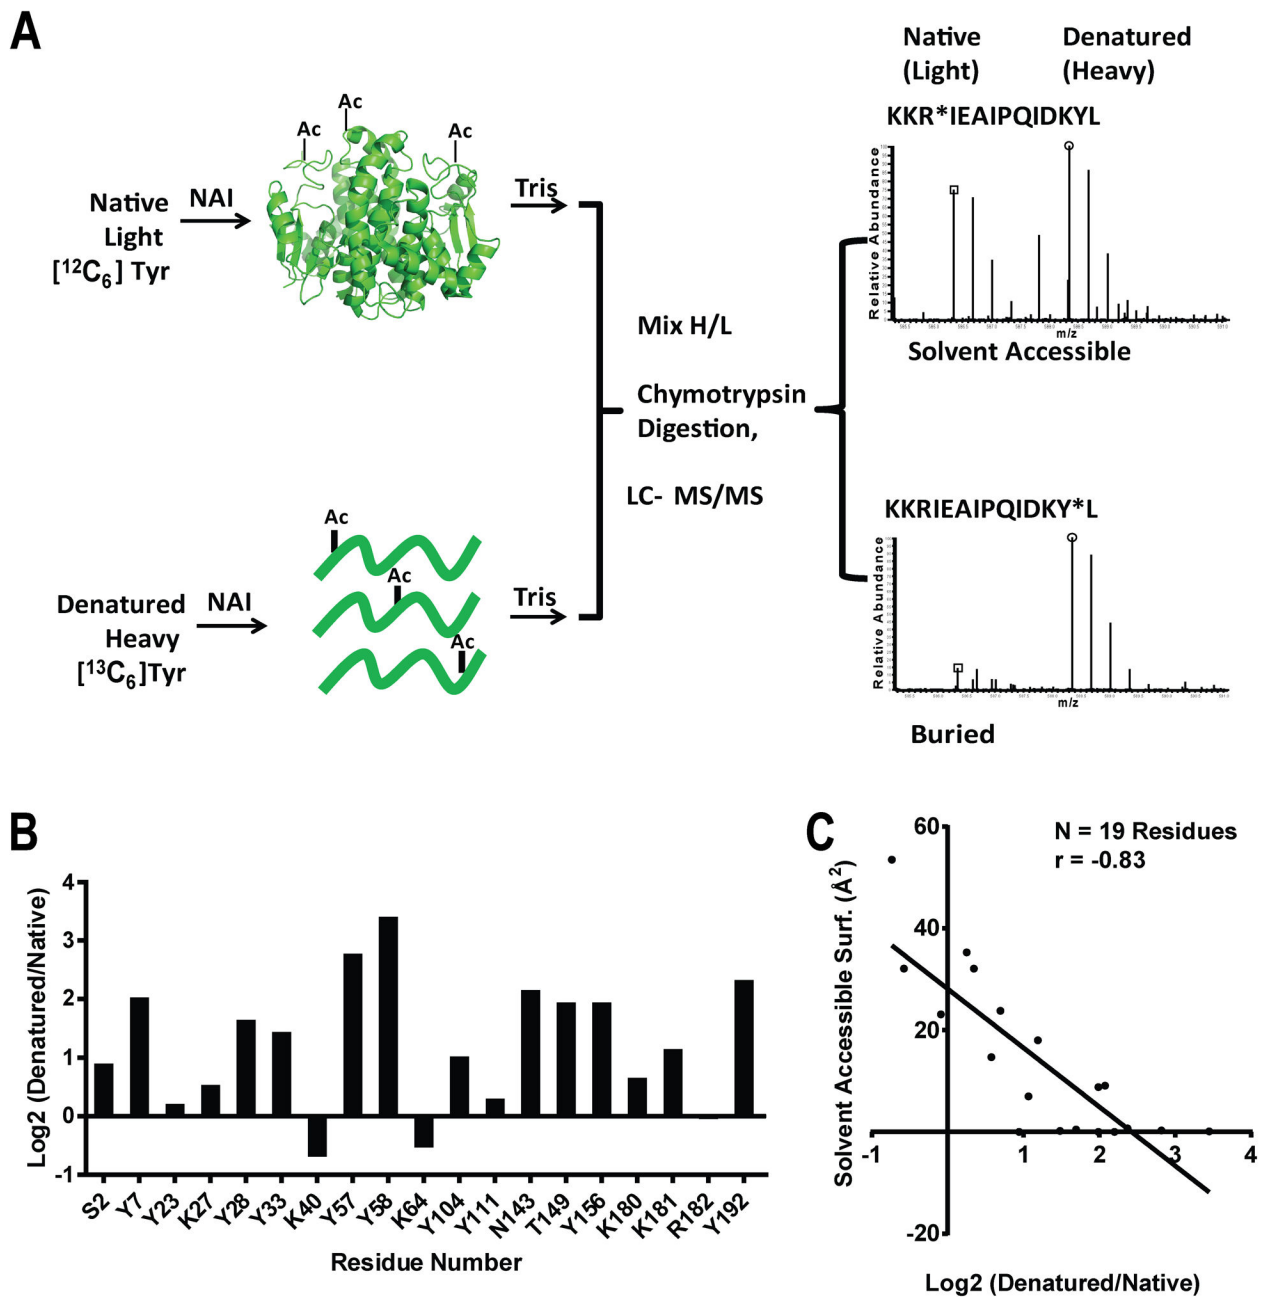 A
Native
(Light)
Denatured
(Heavy)
KKR*IEAIPQIDKYL
Ac
Ac
Ac
Native
Light
[12C6] Tyr
NAI
Tris
Relative Abundance
m/z
Solvent Accessible
Mix H/L
Chymotrypsin
Digestion,
LC- MS/MS
KKRIEAIPQIDKY*L
Relative Abundance
m/z
Buried
Ac
Ac
Ac
Denatured
Heavy
[13C6]Tyr
NAI
Tris
B
Log2 (Denatured/Native)
4
3
2
1
0
-1
S2
Y7
Y23
K27
Y28
Y33
K40
Y57
Y58
K64
Y104
Y111
N143
T149
Y156
K180
K181
R182
Y192
Residue Number
C
N = 19 Residues
r = -0.83
Solvent Accessible Surf. (Å2)
60
40
20
-20
-1
1
2
3
4
Log2 (Denatured/Native)